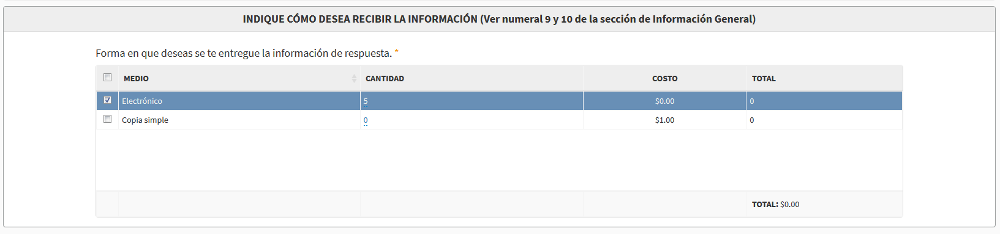 INDIQUE CÓMO DESEA RECIBIR LA INFORMACIÓN (Ver numeral 9 y 10 de la sección de Información General)
Forma en que deseas se te entregue la información de respuesta. *
MEDIO CANTIDAD COSTO TOTAL
Electrónico 5 $0.00 0
Copia simple 0 $1.00 0
TOTAL: $0.00